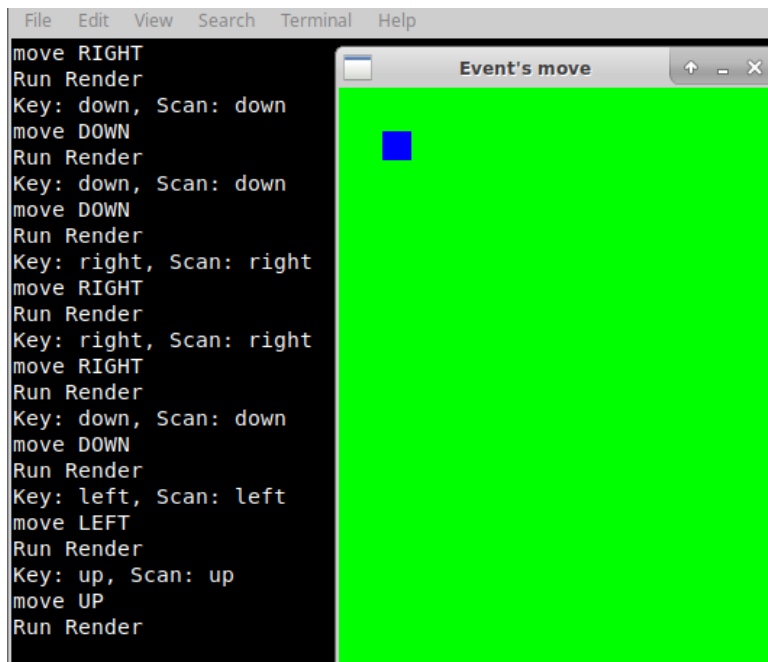 File Edit View Search Terminal Help
move RIGHT
Run Render
Key: down, Scan: down
move DOWN
Run Render
Key: down, Scan: down
move DOWN
Run Render
Key: right, Scan: right
move RIGHT
Run Render
Key: right, Scan: right
move RIGHT
Run Render
Key: down, Scan: down
move DOWN
Run Render
Key: left, Scan: left
move LEFT
Run Render
Key: up, Scan: up
move UP
Run Render
Event's move